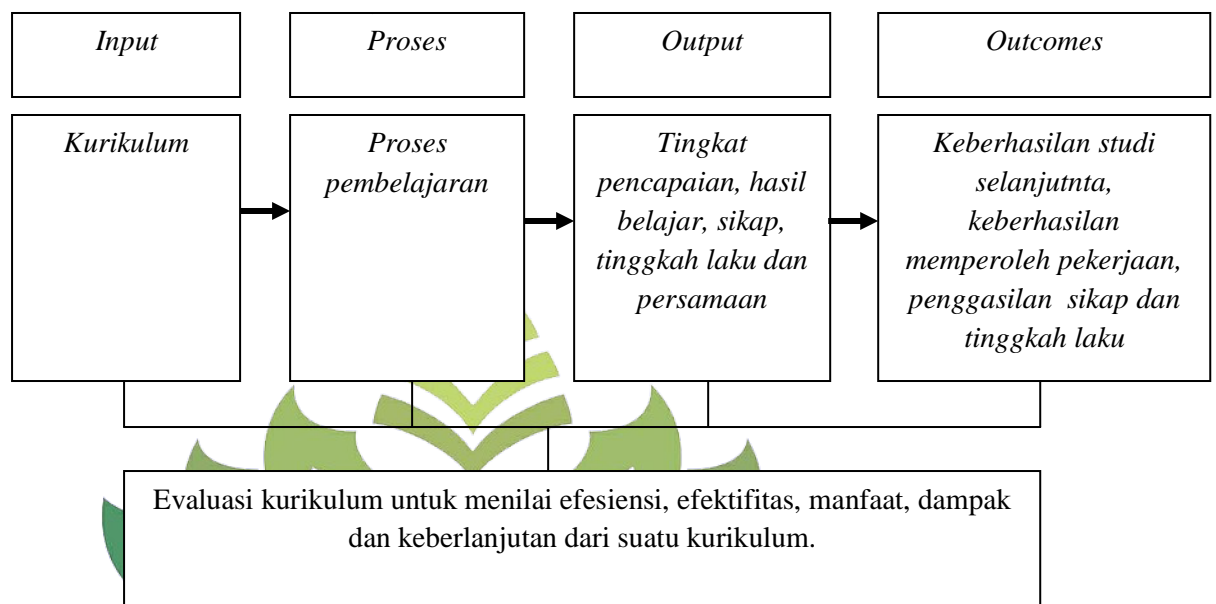 Input
Proses
Output
Outcomes
Kurikulum
Proses
pembelajaran
Tingkat
pencapaian, hasil
belajar, sikap,
tinggkah laku dan
persamaan
Keberhasilan studi
selanjutnta,
keberhasilan
memperoleh pekerjaan,
penggasilan sikap dan
tinggkah laku
Evaluasi kurikulum untuk menilai efesiensi, efektifitas, manfaat, dampak
dan keberlanjutan dari suatu kurikulum.